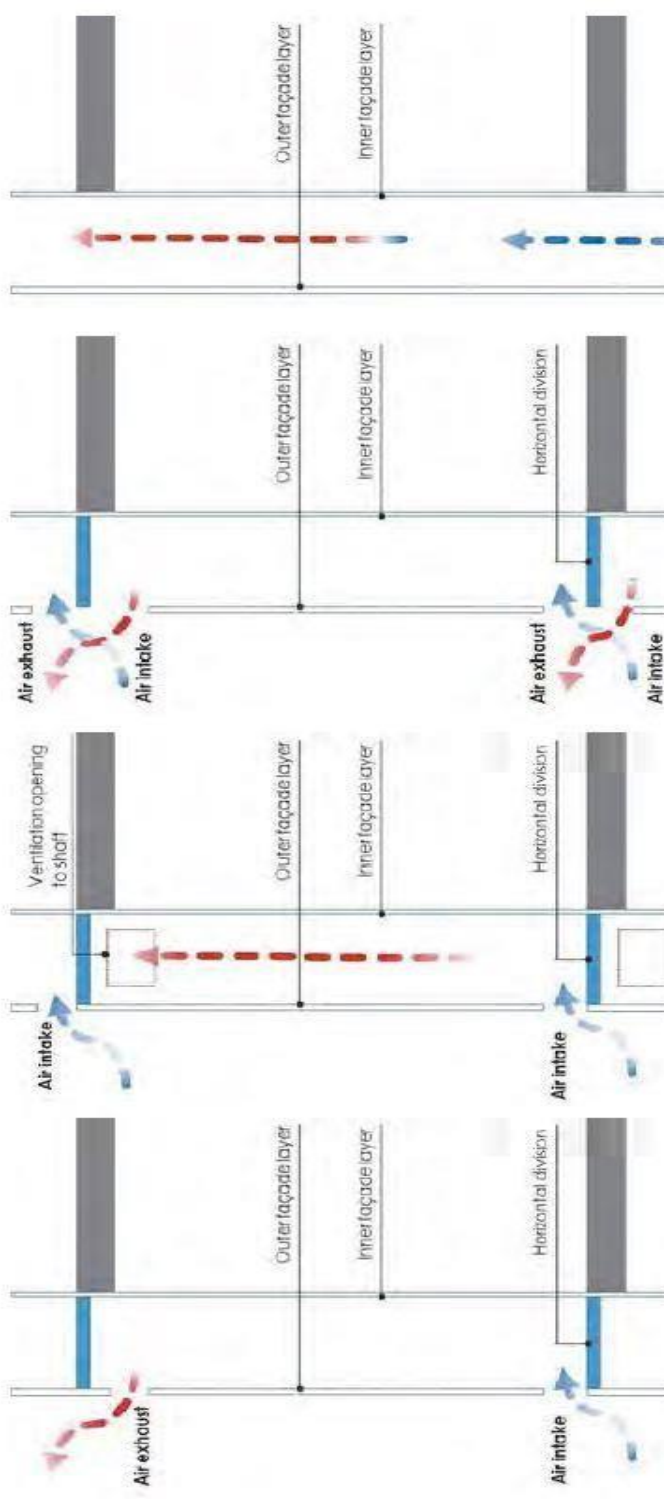 Outer façade layer
Inner façade layer
Outer façade layer
Inner façade layer
Horizontal division
Air exhaust
Air intake
Air exhaust
Air intake
Ventilation opening
to shaft
Outer façade layer
Inner façade layer
Horizontal division
Air intake
Air intake
Outer façade layer
Inner façade layer
Horizontal division
Air exhaust
Air intake